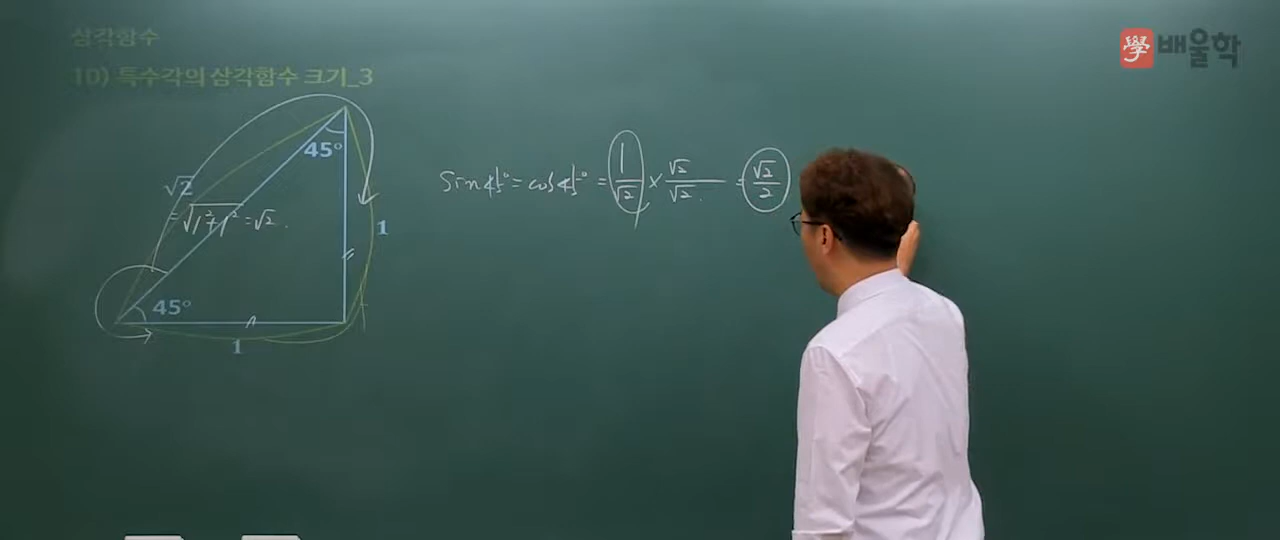 삼각함수
學 배울학
10) 특수각의 삼각함수 크기_3
45°
sin45° = cos45° = 1/√2 × √2/√2 = √2/2
√2
= √1²+1² = √2.
1
45°
1